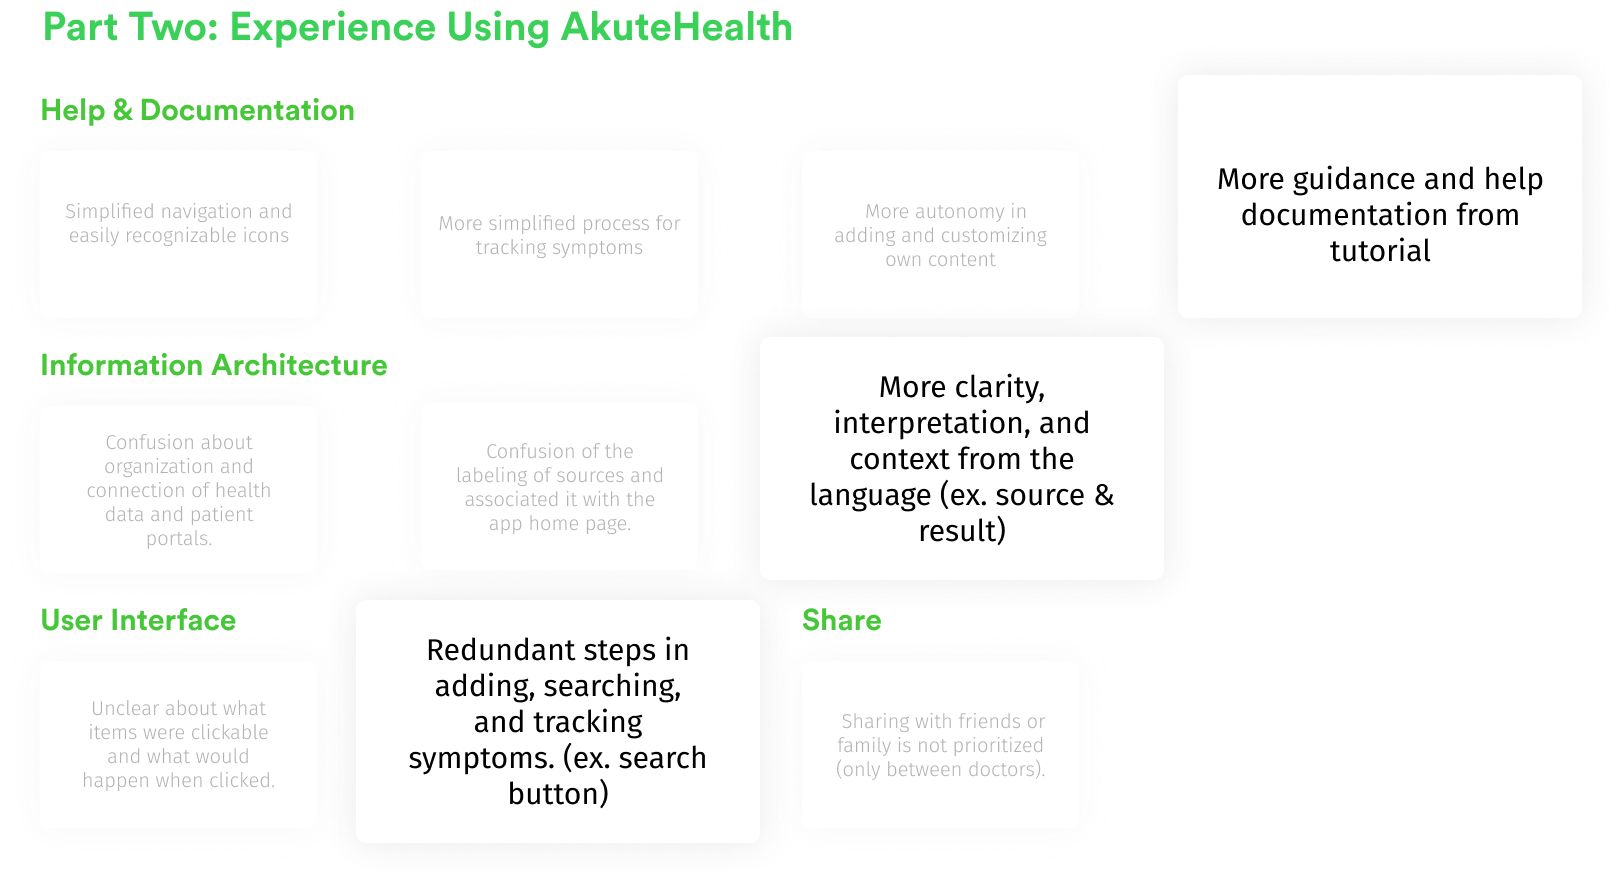 Part Two: Experience Using AkuteHealth
Help & Documentation
Simplified navigation and
easily recognizable icons
More simplified process for
tracking symptoms
More autonomy in
adding and customizing
own content
More guidance and help
documentation from
tutorial
Information Architecture
Confusion about
organization and
connection of health
data and patient
portals.
Confusion of the
labeling of sources and
associated it with the
app home page.
More clarity,
interpretation, and
context from the
language (ex. source &
result)
User Interface
Unclear about what
items were clickable
and what would
happen when clicked.
Redundant steps in
adding, searching,
and tracking
symptoms. (ex. search
button)
Share
Sharing with friends or
family is not prioritized
(only between doctors).